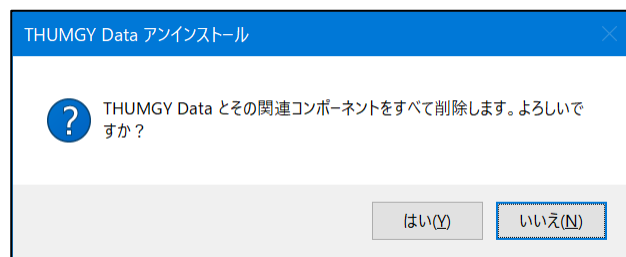 THUMGY Data アンインストール
THUMGY Data とその関連コンポーネントをすべて削除します。よろしいで
すか？
はい(Y)
いいえ(N)